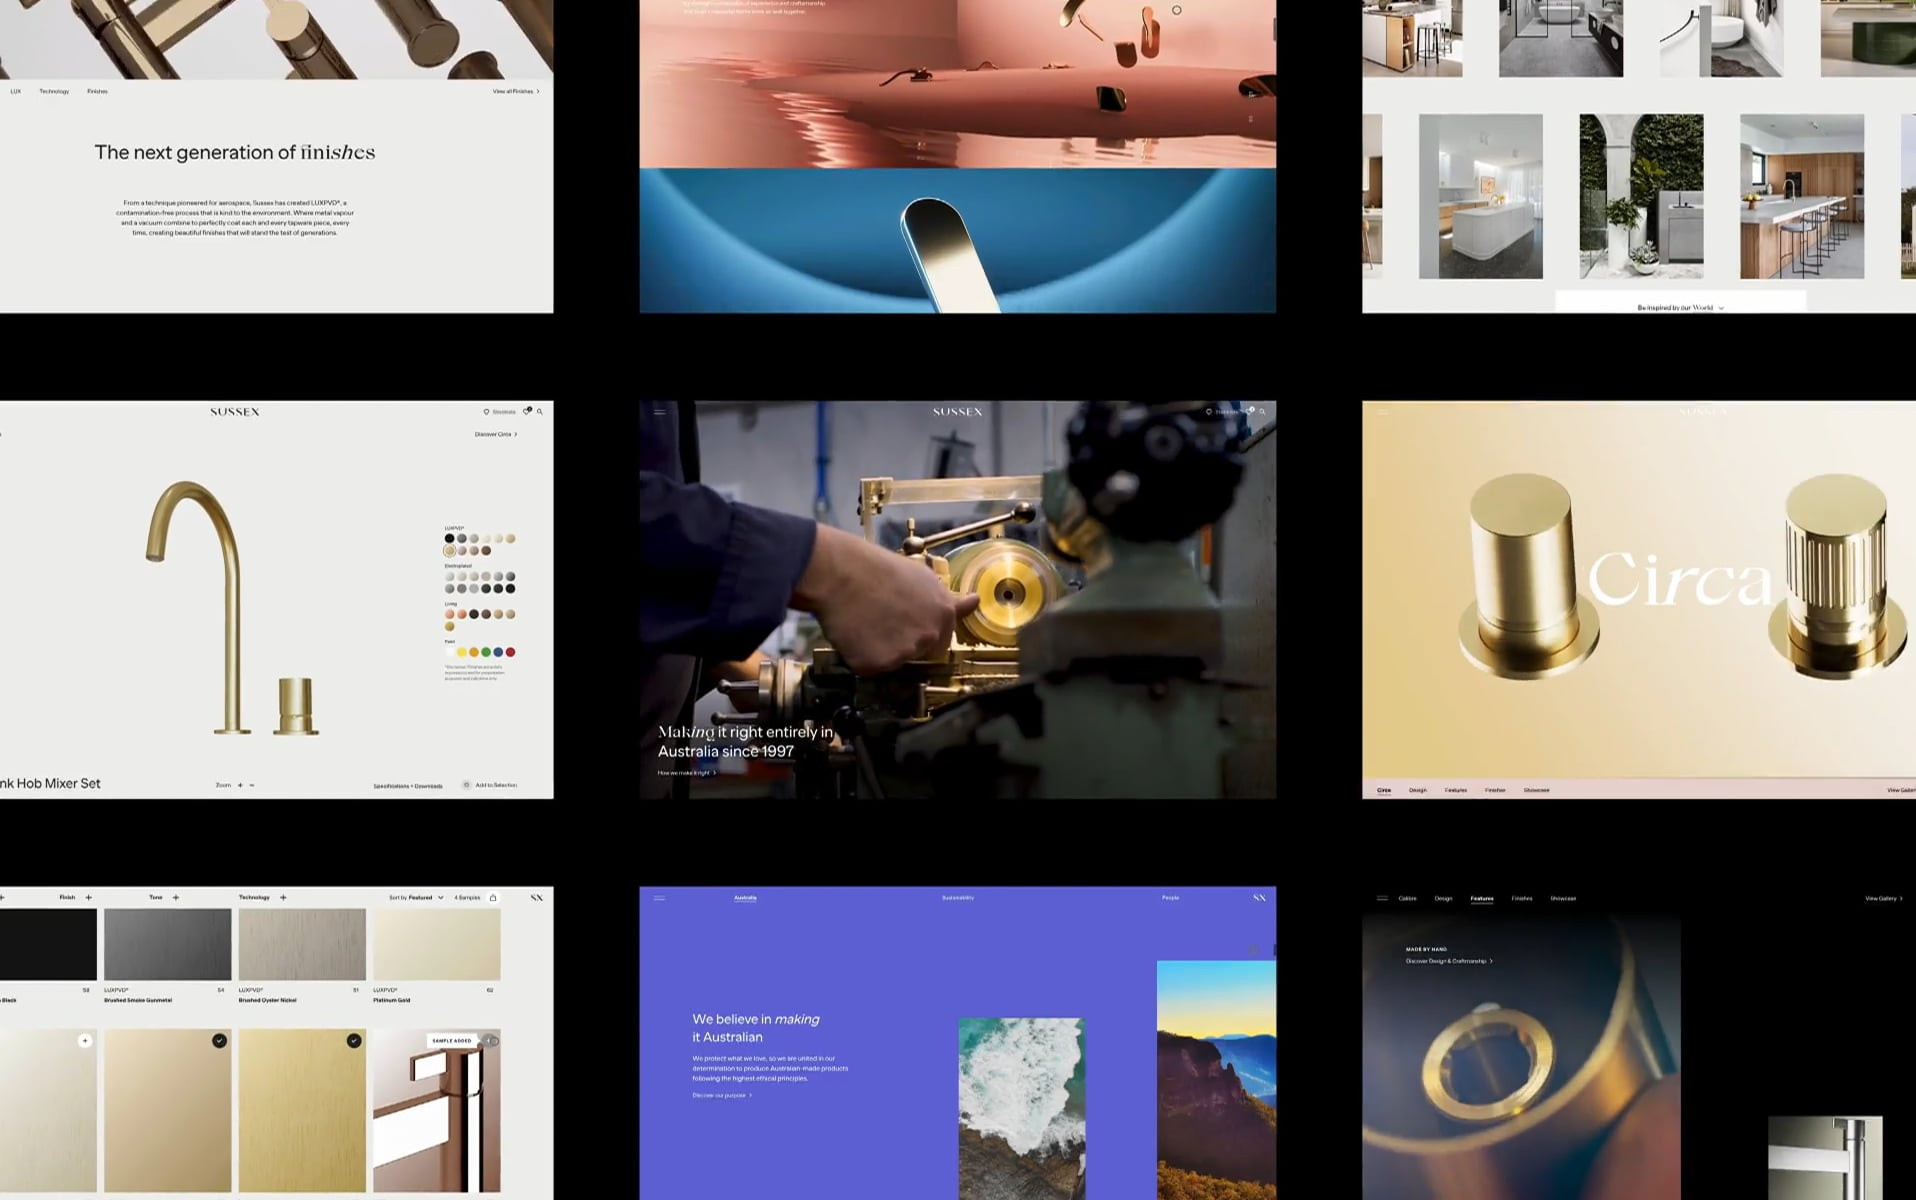 LUX Technology Finishes View all Finishes
The next generation of finishes
From a technique pioneered for aerospace, Sussex has created LUXPVD®, a
contamination-free process that is kind to the environment. Where metal vapour
and a vacuum combine to perfectly coat each and every tapware piece, every
time, creating beautiful finishes that will stand the test of generations.
Be inspired by our World
SUSSEX
Discover Circa
LUXPVD®
Electroplated
Living
Paint
nk Hob Mixer Set
Zoom + −
Specifications + Downloads
Add to Selection
SUSSEX
Making it right entirely in
Australia since 1997
How we make it right
SUSSEX
Circa
Circa Design Features Finishes Showcase
Finish + Tone + Technology + Sort by Featured 4 Samples SX
58
Black
LUXPVD® 54
Brushed Smoke Gunmetal
LUXPVD® 51
Brushed Oyster Nickel
LUXPVD® 62
Platinum Gold
SAMPLE ADDED
Australia Sustainability People SX
We believe in making
it Australian
We protect what we love, so we are united in our
determination to produce Australian-made products
following the highest ethical principles.
Discover our purpose
Calibre Design Features Finishes Showcase View Gallery
MADE BY HAND
Discover Design & Craftmanship